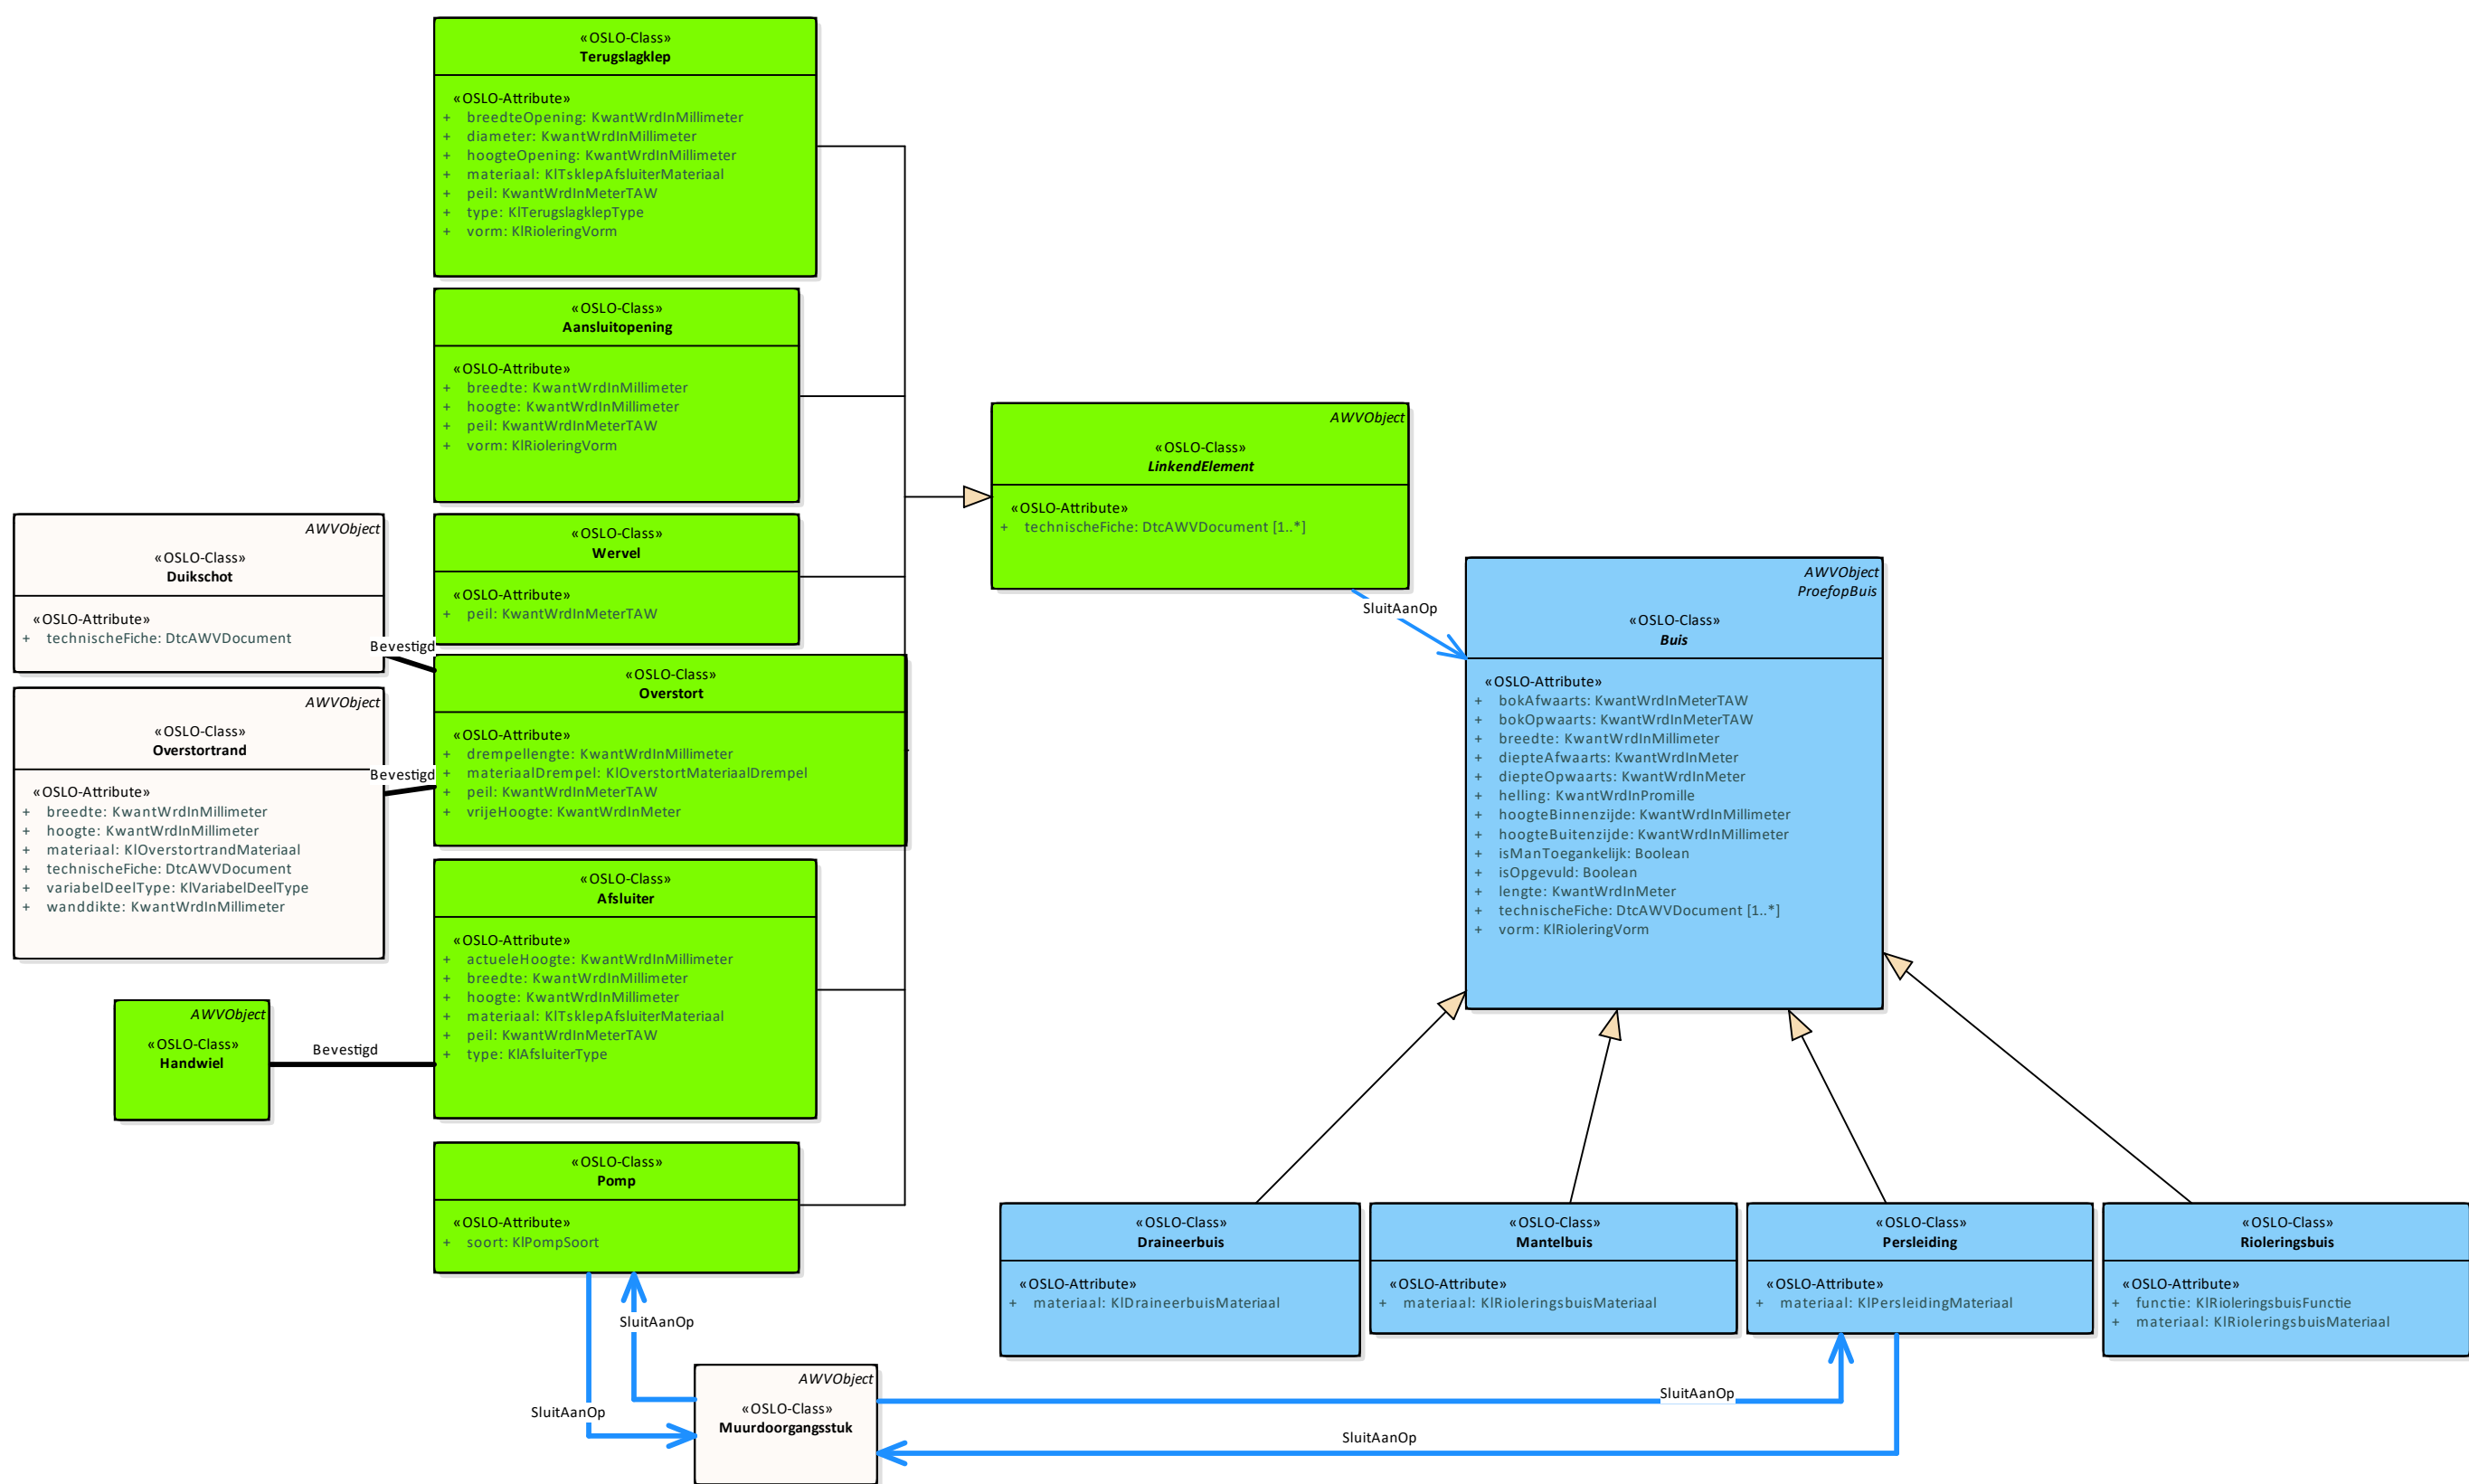 «OSLO-Class»
Terugslagklep
«OSLO-Attribute»
+ breedteOpening: KwantWrdInMillimeter
+ diameter: KwantWrdInMillimeter
+ hoogteOpening: KwantWrdInMillimeter
+ materiaal: KlTsklepAfsluiterMateriaal
+ peil: KwantWrdInMeterTAW
+ type: KlTerugslagklepType
+ vorm: KlRioleringVorm
«OSLO-Class»
Aansluitopening
«OSLO-Attribute»
+ breedte: KwantWrdInMillimeter
+ hoogte: KwantWrdInMillimeter
+ peil: KwantWrdInMeterTAW
+ vorm: KlRioleringVorm
AWVObject
«OSLO-Class»
LinkendElement
«OSLO-Attribute»
+ technischeFiche: DtcAWVDocument [1..*]
AWVObject
«OSLO-Class»
Duikschot
«OSLO-Attribute»
+ technischeFiche: DtcAWVDocument
Bevestigd
«OSLO-Class»
Wervel
«OSLO-Attribute»
+ peil: KwantWrdInMeterTAW
SluitAanOp
AWVObject
ProefopBuis
«OSLO-Class»
Buis
«OSLO-Attribute»
+ bokAfwaarts: KwantWrdInMeterTAW
+ bokOpwaarts: KwantWrdInMeterTAW
+ breedte: KwantWrdInMillimeter
+ diepteAfwaarts: KwantWrdInMeter
+ diepteOpwaarts: KwantWrdInMeter
+ helling: KwantWrdInPromille
+ hoogteBinnenzijde: KwantWrdInMillimeter
+ hoogteBuitenzijde: KwantWrdInMillimeter
+ isManToegankelijk: Boolean
+ isOpgevuld: Boolean
+ lengte: KwantWrdInMeter
+ technischeFiche: DtcAWVDocument [1..*]
+ vorm: KlRioleringVorm
AWVObject
«OSLO-Class»
Overstortrand
«OSLO-Attribute»
+ breedte: KwantWrdInMillimeter
+ hoogte: KwantWrdInMillimeter
+ materiaal: KlOverstortrandMateriaal
+ technischeFiche: DtcAWVDocument
+ variabelDeelType: KlVariabelDeelType
+ wanddikte: KwantWrdInMillimeter
Bevestigd
«OSLO-Class»
Overstort
«OSLO-Attribute»
+ drempellengte: KwantWrdInMillimeter
+ materiaalDrempel: KlOverstortMateriaalDrempel
+ peil: KwantWrdInMeterTAW
+ vrijeHoogte: KwantWrdInMeter
«OSLO-Class»
Afsluiter
«OSLO-Attribute»
+ actueleHoogte: KwantWrdInMillimeter
+ breedte: KwantWrdInMillimeter
+ hoogte: KwantWrdInMillimeter
+ materiaal: KlTsklepAfsluiterMateriaal
+ peil: KwantWrdInMeterTAW
+ type: KlAfsluiterType
AWVObject
«OSLO-Class»
Handwiel
Bevestigd
«OSLO-Class»
Pomp
«OSLO-Attribute»
+ soort: KlPompSoort
«OSLO-Class»
Draineerbuis
«OSLO-Attribute»
+ materiaal: KlDraineerbuisMateriaal
«OSLO-Class»
Mantelbuis
«OSLO-Attribute»
+ materiaal: KlRioleringsbuisMateriaal
«OSLO-Class»
Persleiding
«OSLO-Attribute»
+ materiaal: KlPersleidingMateriaal
«OSLO-Class»
Rioleringsbuis
«OSLO-Attribute»
+ functie: KlRioleringsbuisFunctie
+ materiaal: KlRioleringsbuisMateriaal
SluitAanOp
SluitAanOp
AWVObject
«OSLO-Class»
Muurdoorgangsstuk
SluitAanOp
SluitAanOp